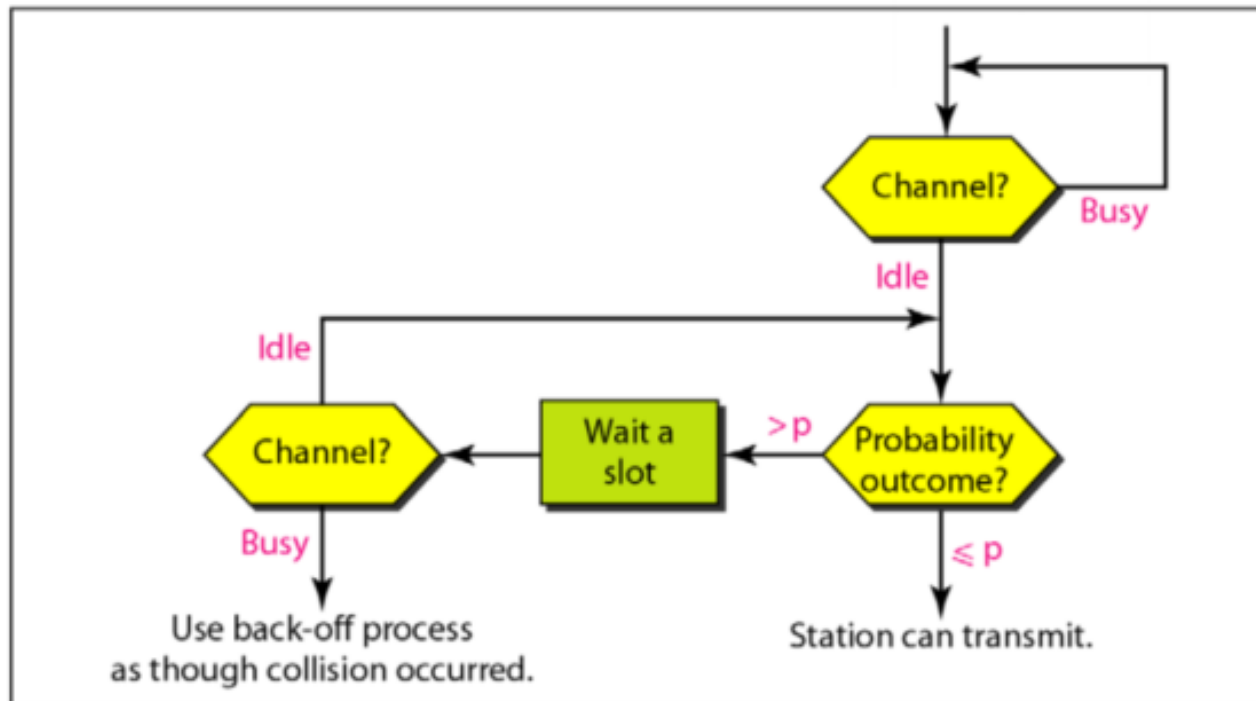 Channel?
Busy
Idle
Idle
Channel?
Wait a
slot
> p
Probability
outcome?
Busy
⩽ p
Use back-off process
as though collision occurred.
Station can transmit.